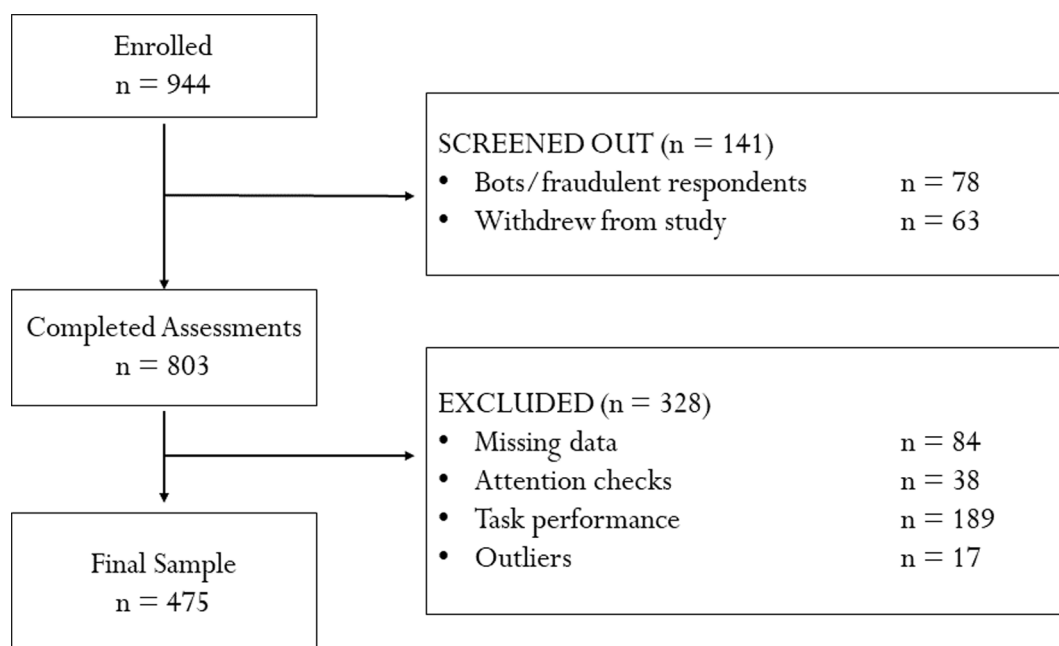 Enrolled
n = 944
SCREENED OUT (n = 141)
• Bots/fraudulent respondents n = 78
• Withdrew from study n = 63
Completed Assessments
n = 803
EXCLUDED (n = 328)
• Missing data n = 84
• Attention checks n = 38
• Task performance n = 189
• Outliers n = 17
Final Sample
n = 475